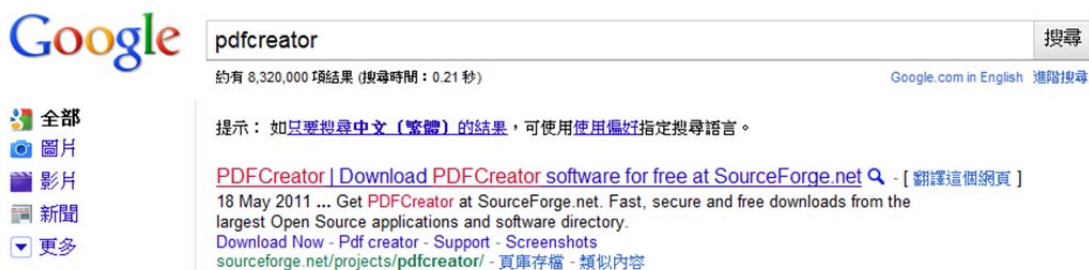 Google
pdfcreator 搜尋
約有 8,320,000 項結果 (搜尋時間：0.21 秒) Google.com in English 進階搜尋
全部
圖片
影片
新聞
更多
提示： 如只要搜尋中文（繁體）的結果，可使用使用偏好指定搜尋語言。
PDFCreator | Download PDFCreator software for free at SourceForge.net - [ 翻譯這個網頁 ]
18 May 2011 ... Get PDFCreator at SourceForge.net. Fast, secure and free downloads from the
largest Open Source applications and software directory.
Download Now - Pdf creator - Support - Screenshots
sourceforge.net/projects/pdfcreator/ - 頁庫存檔 - 類似內容